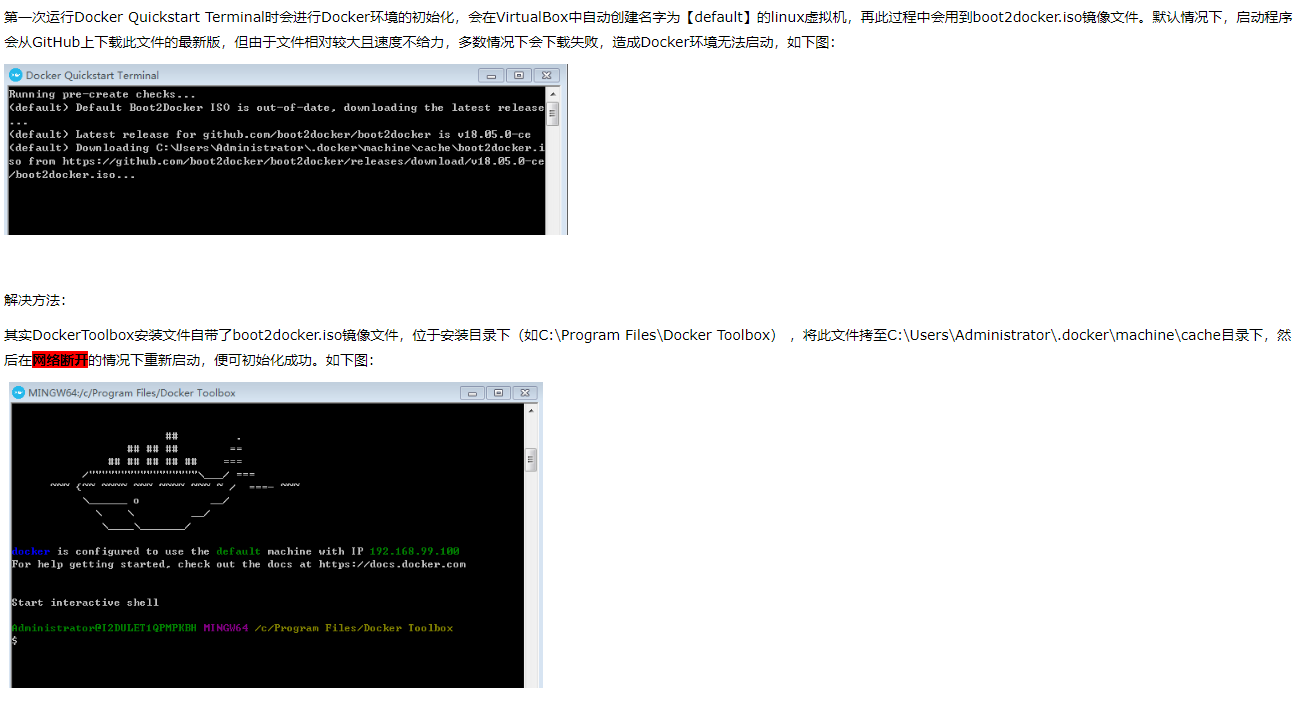 第一次运行Docker Quickstart Terminal时会进行Docker环境的初始化，会在VirtualBox中自动创建名字为【default】的linux虚拟机，再此过程中会用到boot2docker.iso镜像文件。默认情况下，启动程序
会从GitHub上下载此文件的最新版，但由于文件相对较大且速度不给力，多数情况下会下载失败，造成Docker环境无法启动，如下图：
Docker Quickstart Terminal
Running pre-create checks...
(default) Default Boot2Docker ISO is out-of-date, downloading the latest release
...
(default) Latest release for github.com/boot2docker/boot2docker is v18.05.0-ce
(default) Downloading C:\Users\Administrator\.docker\machine\cache\boot2docker.i
so from https://github.com/boot2docker/boot2docker/releases/download/v18.05.0-ce
/boot2docker.iso...
解决方法：
其实DockerToolbox安装文件自带了boot2docker.iso镜像文件，位于安装目录下（如C:\Program Files\Docker Toolbox），将此文件拷至C:\Users\Administrator\.docker\machine\cache目录下，然
后在网络断开的情况下重新启动，便可初始化成功。如下图：
MINGW64:/c/Program Files/Docker Toolbox
## .
## ## ## ==
## ## ## ## ## ===
/"""""""""""""""""\___/ ===
~~~ {~~ ~~~~ ~~~ ~~~~ ~~~ ~ / ===- ~~~
\______ o __/
\ \ __/
\____\_______/
docker is configured to use the default machine with IP 192.168.99.100
For help getting started, check out the docs at https://docs.docker.com
Start interactive shell
Administrator@I2DULET1QPMPKBH MINGW64 /c/Program Files/Docker Toolbox
$